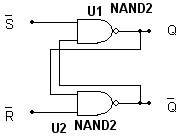 U1 NAND2
S̅ Q
R̅ Q̅
U2 NAND2